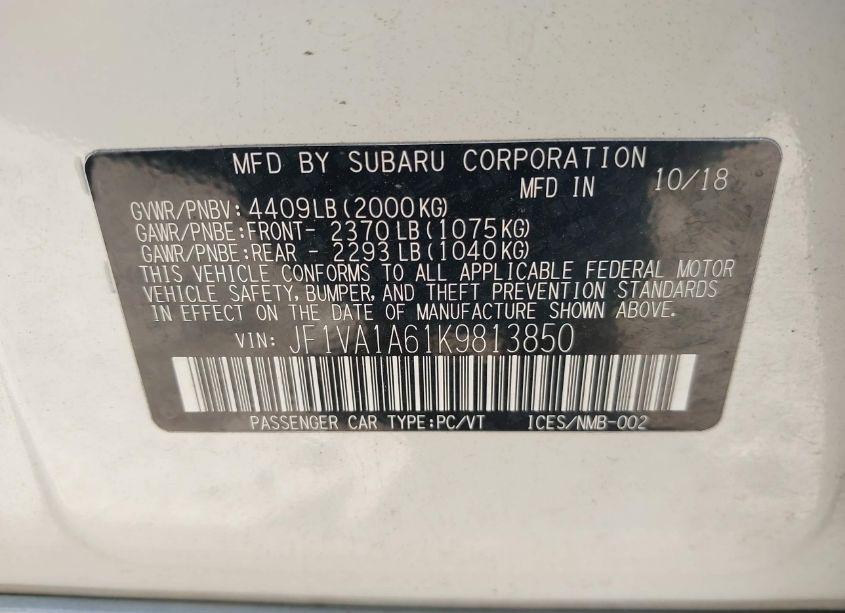 MFD BY SUBARU CORPORATION
MFD IN 10/18
GVWR/PNBV: 4409LB(2000KG)
GAWR/PNBE:FRONT- 2370LB(1075KG)
GAWR/PNBE:REAR - 2293LB(1040KG)
THIS VEHICLE CONFORMS TO ALL APPLICABLE FEDERAL MOTOR
VEHICLE SAFETY, BUMPER, AND THEFT PREVENTION STANDARDS
IN EFFECT ON THE DATE OF MANUFACTURE SHOWN ABOVE.
VIN: JF1VA1A61K9813850
PASSENGER CAR TYPE:PC/VT ICES/NMB-002